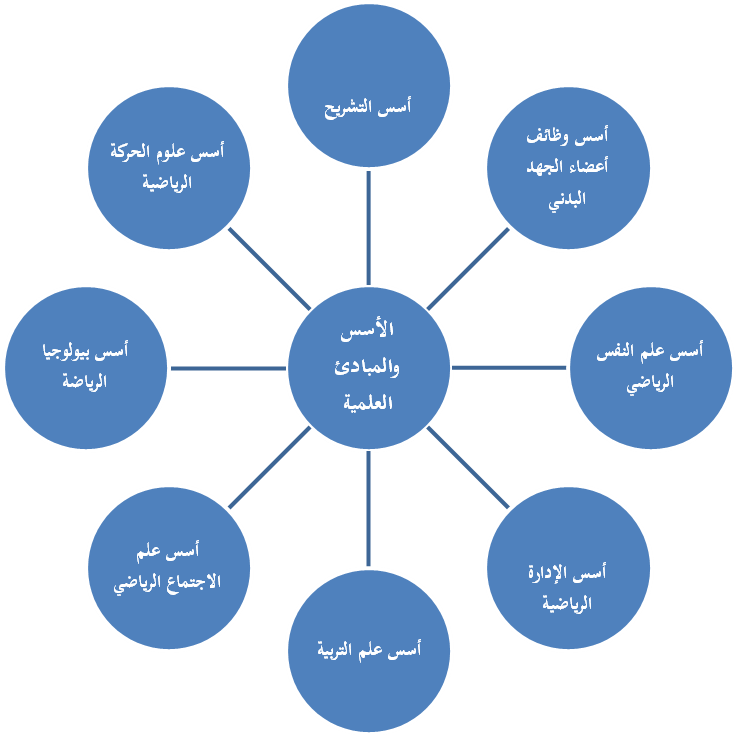 أسس التشريح
أسس وظائف
أعضاء الجهد
البدني
أسس علم النفس
الرياضي
أسس الإدارة
الرياضية
أسس علم التربية
أسس علم
الاجتماع الرياضي
أسس بيولوجيا
الرياضة
أسس علوم الحركة
الرياضية
الأسس
والمبادئ
العلمية